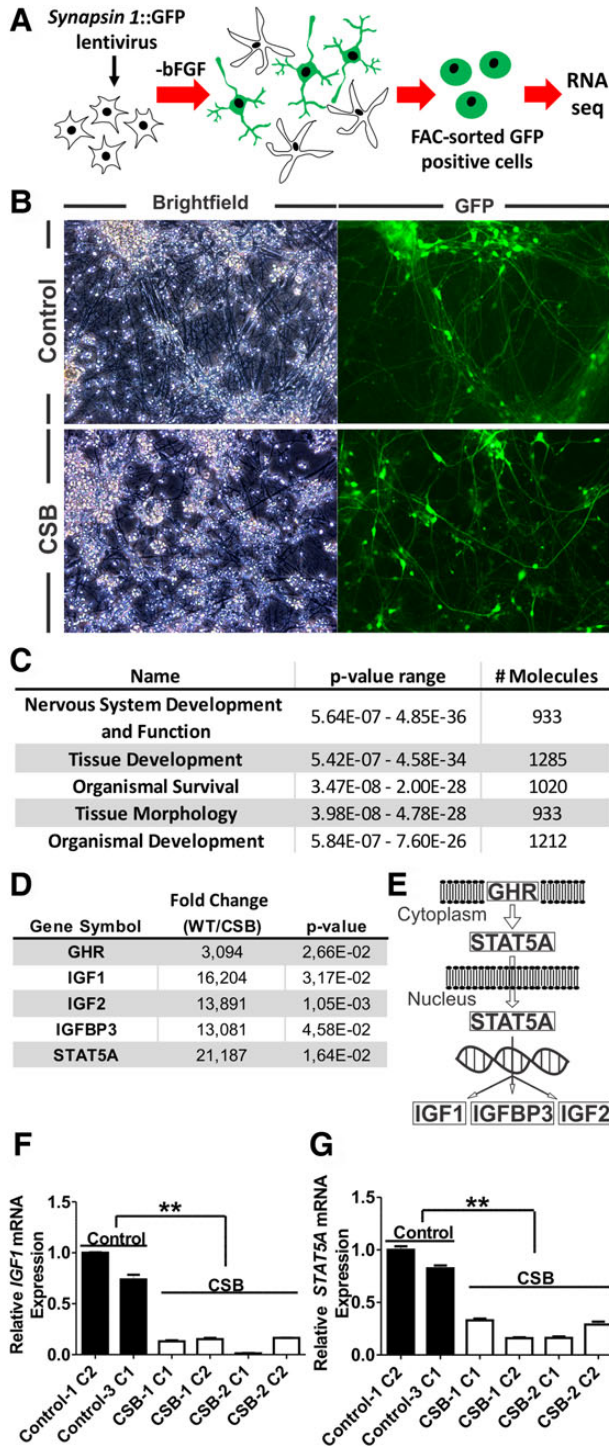 A
Synapsin 1::GFP
lentivirus
-bFGF
FAC-sorted GFP
positive cells
RNA
seq
B
Brightfield GFP
Control
CSB
C
Name p-value range # Molecules
Nervous System Development
and Function 5.64E-07 - 4.85E-36 933
Tissue Development 5.42E-07 - 4.58E-34 1285
Organismal Survival 3.47E-08 - 2.00E-28 1020
Tissue Morphology 3.98E-08 - 4.78E-28 933
Organismal Development 5.84E-07 - 7.60E-26 1212
D
Fold Change
Gene Symbol (WT/CSB) p-value
GHR 3,094 2,66E-02
IGF1 16,204 3,17E-02
IGF2 13,891 1,05E-03
IGFBP3 13,081 4,58E-02
STAT5A 21,187 1,64E-02
E
GHR
Cytoplasm
STAT5A
Nucleus
STAT5A
IGF1 IGFBP3 IGF2
F
Relative IGF1 mRNA
Expression
1.5
1.0
0.5
0.0
Control
**
CSB
Control-1 C2
Control-3 C1
CSB-1 C1
CSB-1 C2
CSB-2 C1
CSB-2 C2
G
Relative STAT5A mRNA
Expression
1.5
1.0
0.5
0.0
Control
**
CSB
Control-1 C2
Control-3 C1
CSB-1 C1
CSB-1 C2
CSB-2 C1
CSB-2 C2